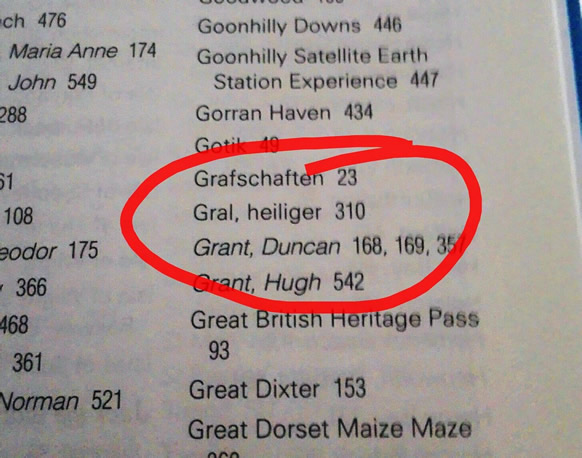 ch 476
Maria Anne 174
John 549
288
61
108
eodor 175
366
468
361
Norman 521
Goonhilly Downs 446
Goonhilly Satellite Earth
Station Experience 447
Gorran Haven 434
Gotik 49
Grafschaften 23
Gral, heiliger 310
Grant, Duncan 168, 169, 357
Grant, Hugh 542
Great British Heritage Pass
93
Great Dixter 153
Great Dorset Maize Maze